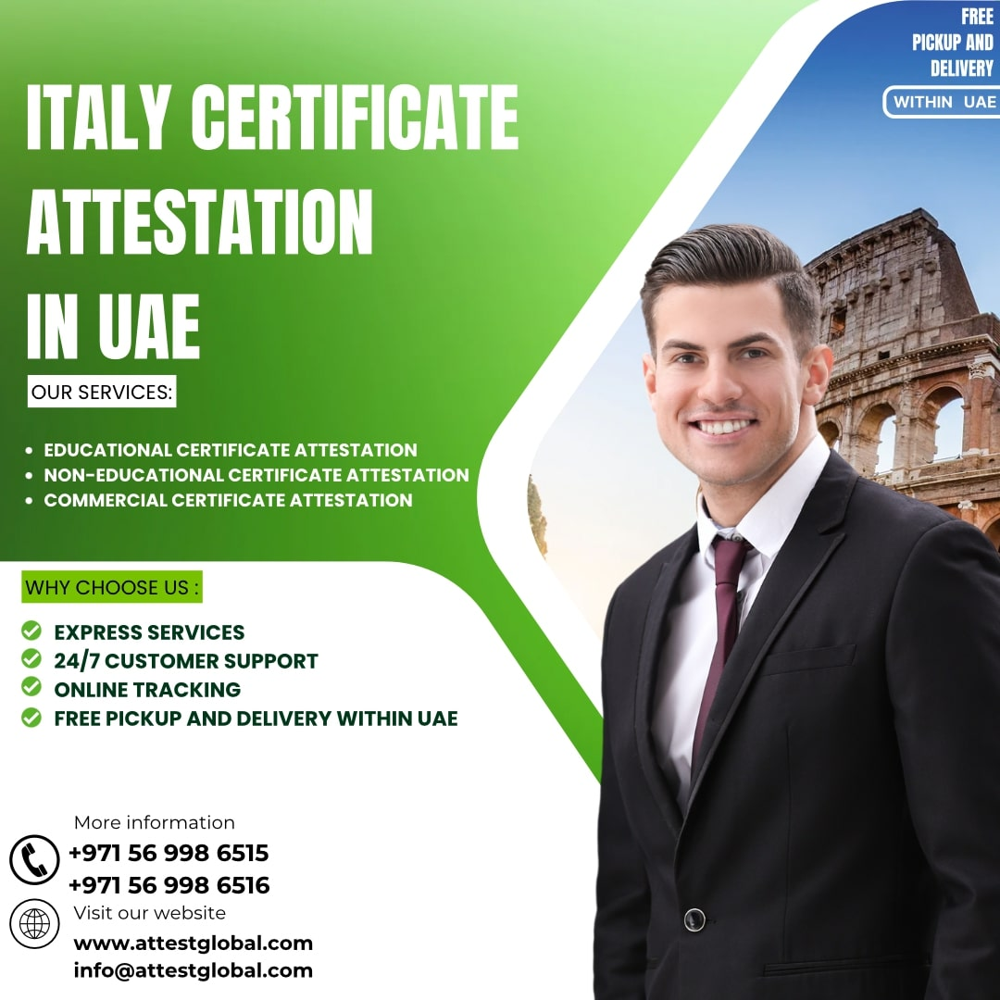 FREE
PICKUP AND
DELIVERY
WITHIN UAE
ITALY CERTIFICATE
ATTESTATION
IN UAE
OUR SERVICES:
• EDUCATIONAL CERTIFICATE ATTESTATION
• NON-EDUCATIONAL CERTIFICATE ATTESTATION
• COMMERCIAL CERTIFICATE ATTESTATION
WHY CHOOSE US :
EXPRESS SERVICES
24/7 CUSTOMER SUPPORT
ONLINE TRACKING
FREE PICKUP AND DELIVERY WITHIN UAE
More information
+971 56 998 6515
+971 56 998 6516
Visit our website
www.attestglobal.com
info@attestglobal.com